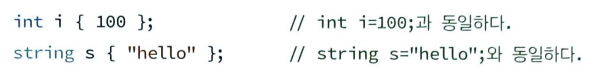 int i { 100 }; // int i=100;과 동일하다.
string s { "hello" }; // string s="hello";와 동일하다.